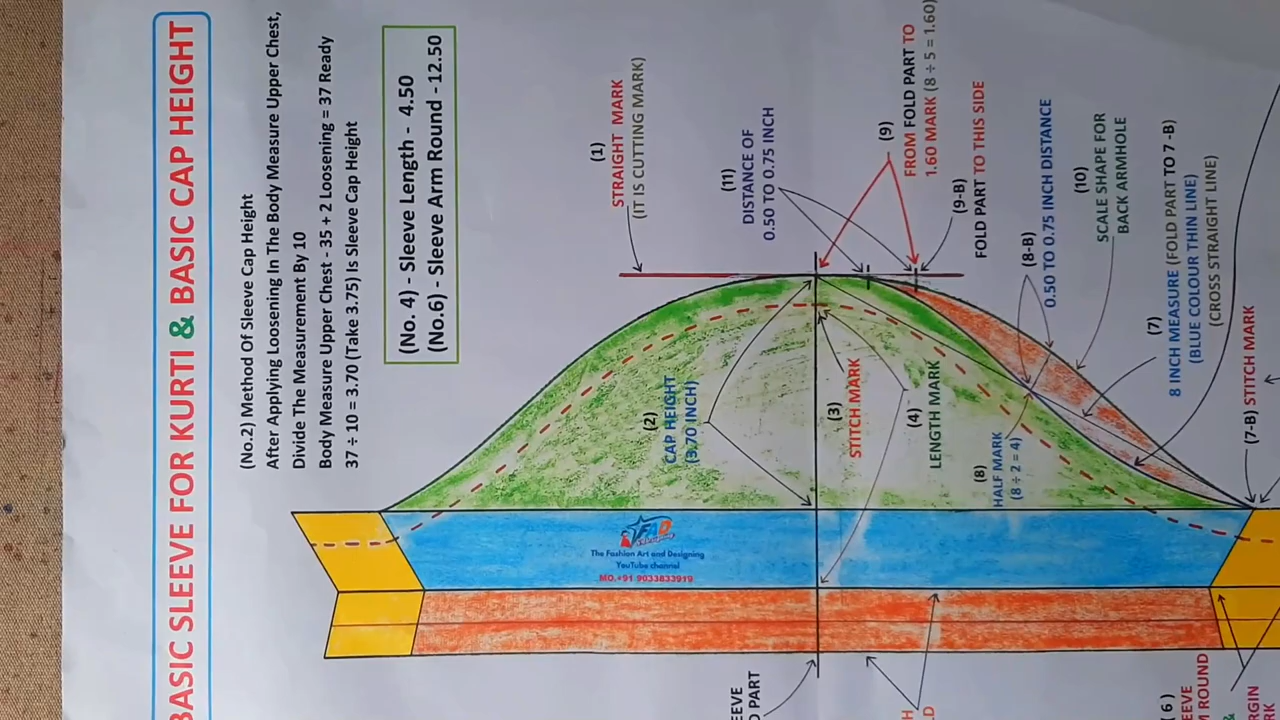 BASIC SLEEVE FOR KURTI & BASIC CAP HEIGHT
(No.2) Method Of Sleeve Cap Height
After Applying Loosening In The Body Measure Upper Chest,
Divide The Measurement By 10
Body Measure Upper Chest - 35 + 2 Loosening = 37 Ready
37 ÷ 10 = 3.70 (Take 3.75) Is Sleeve Cap Height
(No. 4) - Sleeve Length - 4.50
(No.6) - Sleeve Arm Round - 12.50
(1)
STRAIGHT MARK
(IT IS CUTTING MARK)
(2)
CAP HEIGHT
(3.70 INCH)
(11)
DISTANCE OF
0.50 TO 0.75 INCH
(3)
STITCH MARK
(9)
FROM FOLD PART TO
1.60 MARK (8 ÷ 5 = 1.60)
(4)
LENGTH MARK
(9-B)
FOLD PART TO THIS SIDE
(8)
HALF MARK
(8 ÷ 2 = 4)
(8-B)
0.50 TO 0.75 INCH DISTANCE
(10)
SCALE SHAPE FOR
BACK ARMHOLE
(7)
8 INCH MEASURE (FOLD PART TO 7 -B)
(BLUE COLOUR THIN LINE)
(CROSS STRAIGHT LINE)
(7-B) STITCH MARK
FAD
The Fashion Art and Designing
YouTube channel
MO.+91 9033833919
EEVE
D PART
H
LD
( 6 )
EEVE
M ROUND
&
RGIN
RK